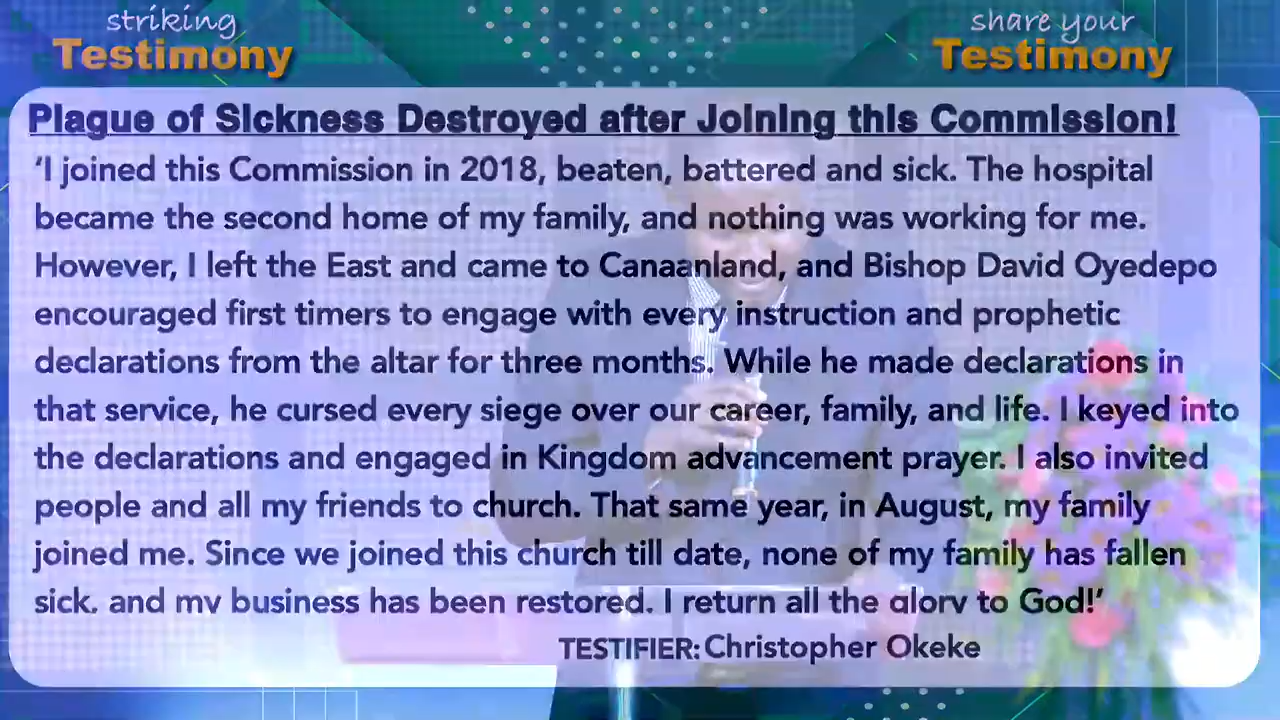 striking
Testimony
share your
Testimony
Plague of Sickness Destroyed after Joining this Commission!
‘I joined this Commission in 2018, beaten, battered and sick. The hospital
became the second home of my family, and nothing was working for me.
However, I left the East and came to Canaanland, and Bishop David Oyedepo
encouraged first timers to engage with every instruction and prophetic
declarations from the altar for three months. While he made declarations in
that service, he cursed every siege over our career, family, and life. I keyed into
the declarations and engaged in Kingdom advancement prayer. I also invited
people and all my friends to church. That same year, in August, my family
joined me. Since we joined this church till date, none of my family has fallen
sick. and my business has been restored. I return all the glory to God!’
TESTIFIER: Christopher Okeke